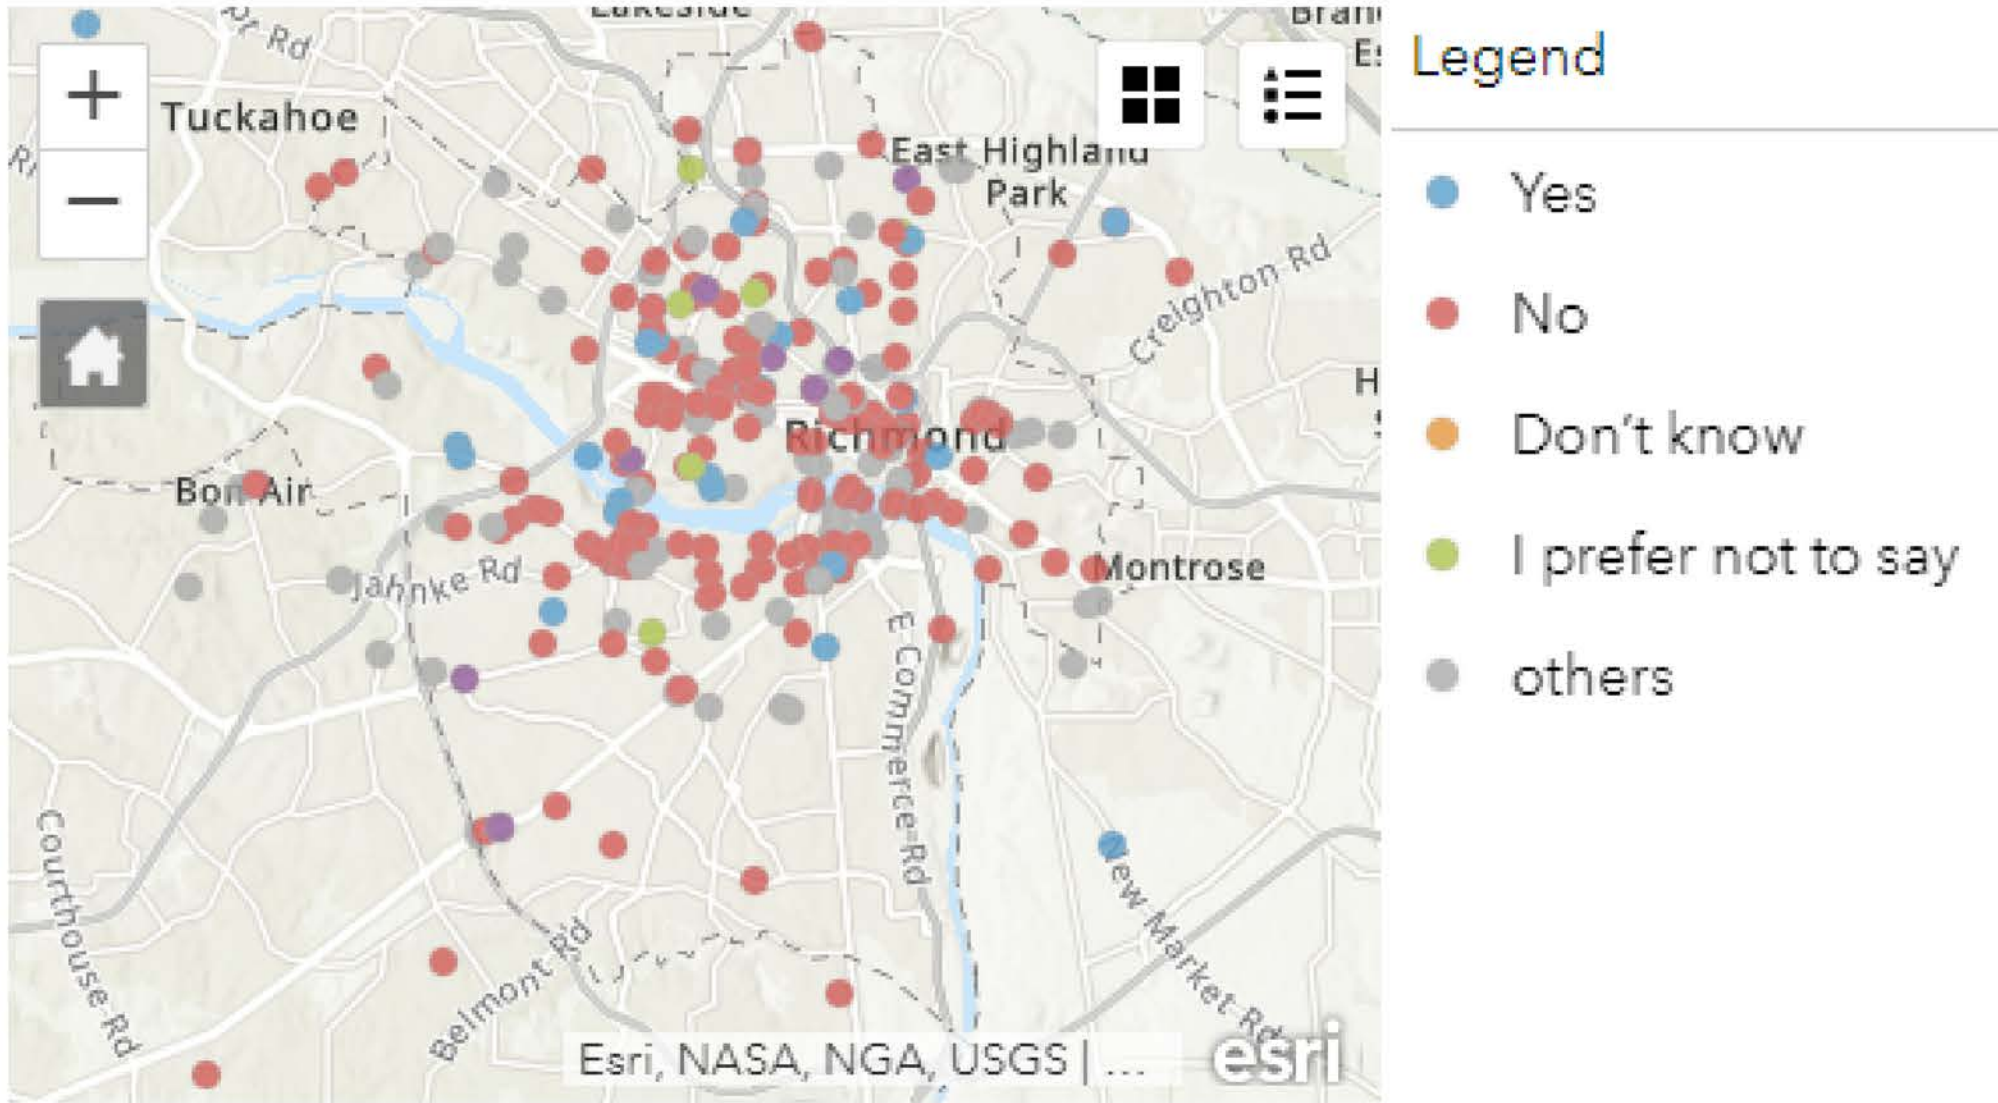 Lakeside
Tuckahoe
East Highland
Park
Creighton Rd
Richmond
Bon Air
Jahnke Rd
Montrose
E Commerce Rd
Courthouse Rd
Belmont Rd
New Market Rd
Esri, NASA, NGA, USGS | ...
esri
Legend
Yes
No
Don't know
I prefer not to say
others